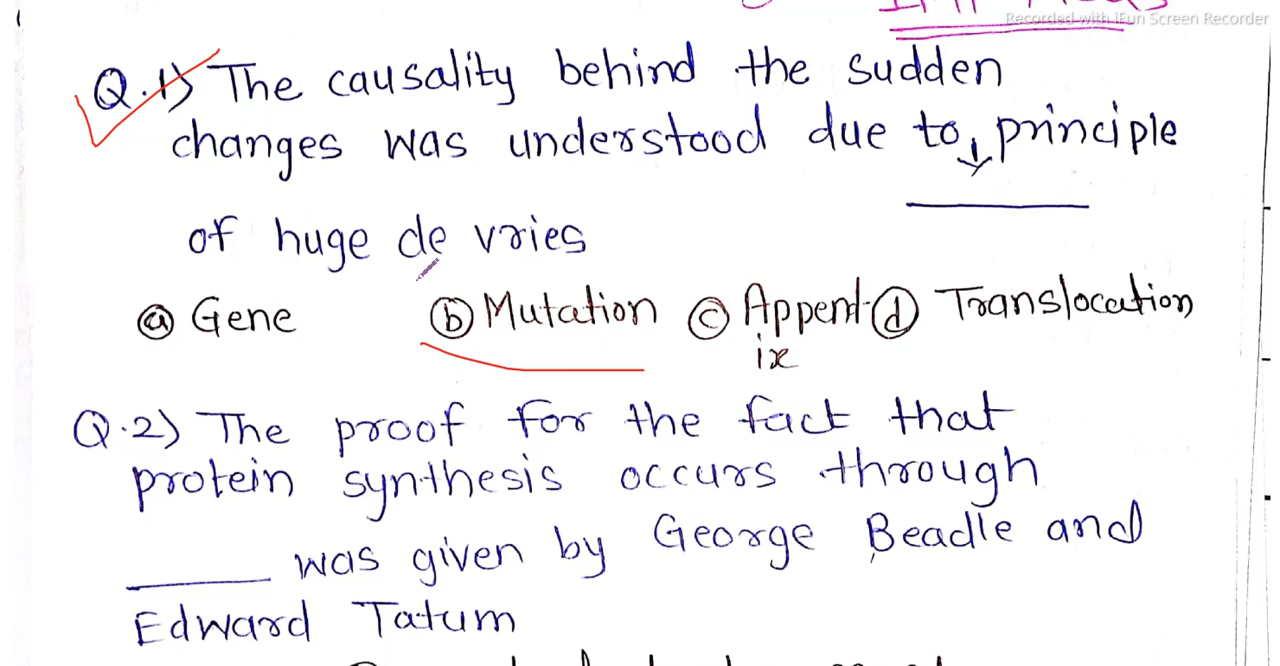 Recorded with iFun Screen Recorder
Q.1) The causality behind the sudden
changes was understood due to principle
of huge de vries
ⓐ Gene ⓑ Mutation ⓒ Append- ⓓ Translocation
ix
Q.2) The proof for the fact that
protein synthesis occurs through
______ was given by George Beadle and
Edward Tatum